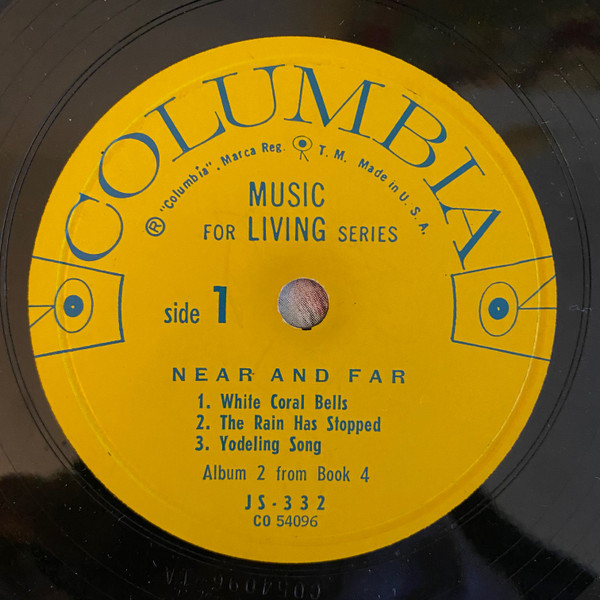 COLUMBIA
® "Columbia", Marca Reg. T. M. Made in U. S. A.
MUSIC
FOR LIVING SERIES
side 1
NEAR AND FAR
1. White Coral Bells
2. The Rain Has Stopped
3. Yodeling Song
Album 2 from Book 4
JS-332
CO 54096